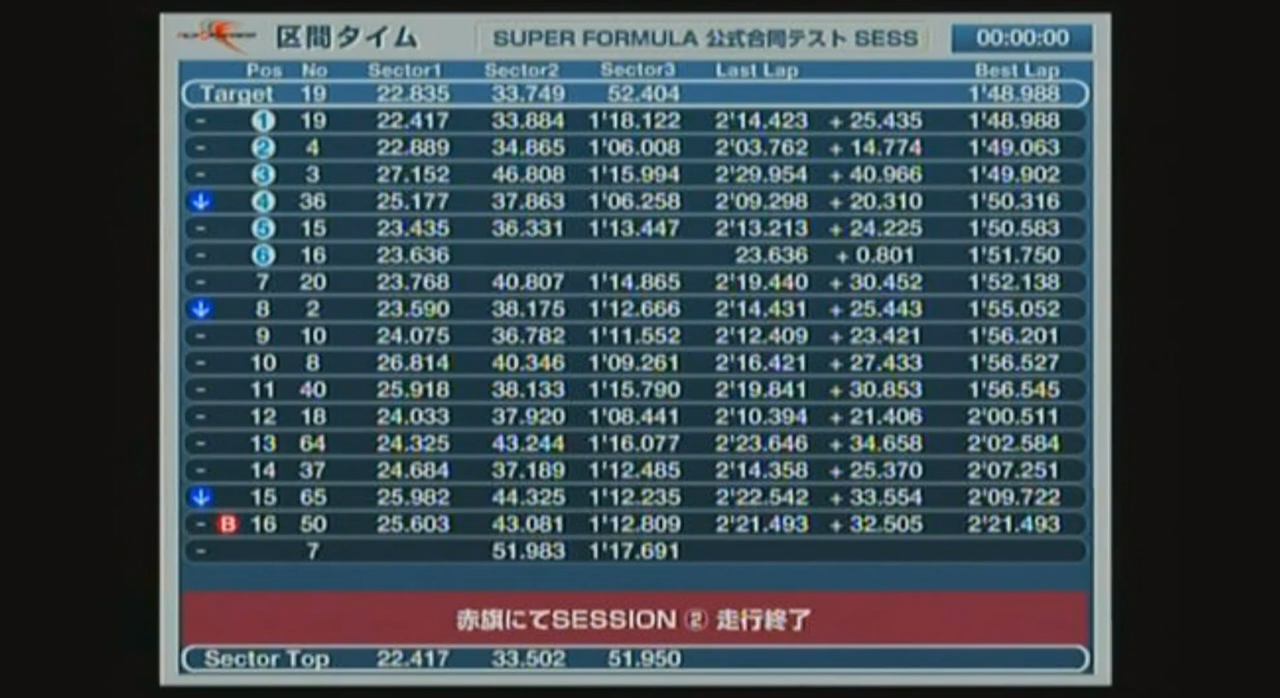 区間タイム SUPER FORMULA 公式合同テスト SESS 00:00:00
Pos No Sector1 Sector2 Sector3 Last Lap Best Lap
Target 19 22.835 33.749 52.404 1'48.988
- 1 19 22.417 33.884 1'18.122 2'14.423 + 25.435 1'48.988
- 2 4 22.889 34.865 1'06.008 2'03.762 + 14.774 1'49.063
- 3 3 27.152 46.808 1'15.994 2'29.954 + 40.966 1'49.902
↓ 4 36 25.177 37.863 1'06.258 2'09.298 + 20.310 1'50.316
- 5 15 23.435 36.331 1'13.447 2'13.213 + 24.225 1'50.583
- 6 16 23.636 23.636 + 0.801 1'51.750
- 7 20 23.768 40.807 1'14.865 2'19.440 + 30.452 1'52.138
↓ 8 2 23.590 38.175 1'12.666 2'14.431 + 25.443 1'55.052
- 9 10 24.075 36.782 1'11.552 2'12.409 + 23.421 1'56.201
- 10 8 26.814 40.346 1'09.261 2'16.421 + 27.433 1'56.527
- 11 40 25.918 38.133 1'15.790 2'19.841 + 30.853 1'56.545
- 12 18 24.033 37.920 1'08.441 2'10.394 + 21.406 2'00.511
- 13 64 24.325 43.244 1'16.077 2'23.646 + 34.658 2'02.584
- 14 37 24.684 37.189 1'12.485 2'14.358 + 25.370 2'07.251
↓ 15 65 25.982 44.325 1'12.235 2'22.542 + 33.554 2'09.722
- B 16 50 25.603 43.081 1'12.809 2'21.493 + 32.505 2'21.493
- 7 51.983 1'17.691
赤旗にてSESSION ② 走行終了
Sector Top 22.417 33.502 51.950